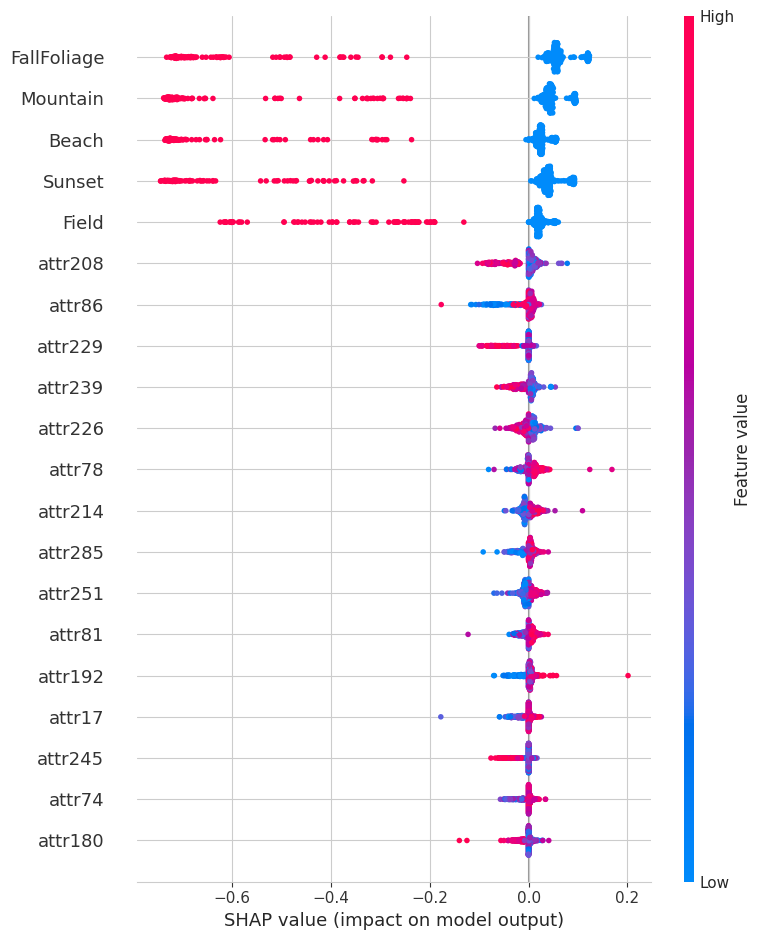 High
FallFoliage
Mountain
Beach
Sunset
Field
attr208
attr86
attr229
attr239
attr226
attr78
attr214
attr285
attr251
attr81
attr192
attr17
attr245
attr74
attr180
Feature value
Low
−0.6 −0.4 −0.2 0.0 0.2
SHAP value (impact on model output)